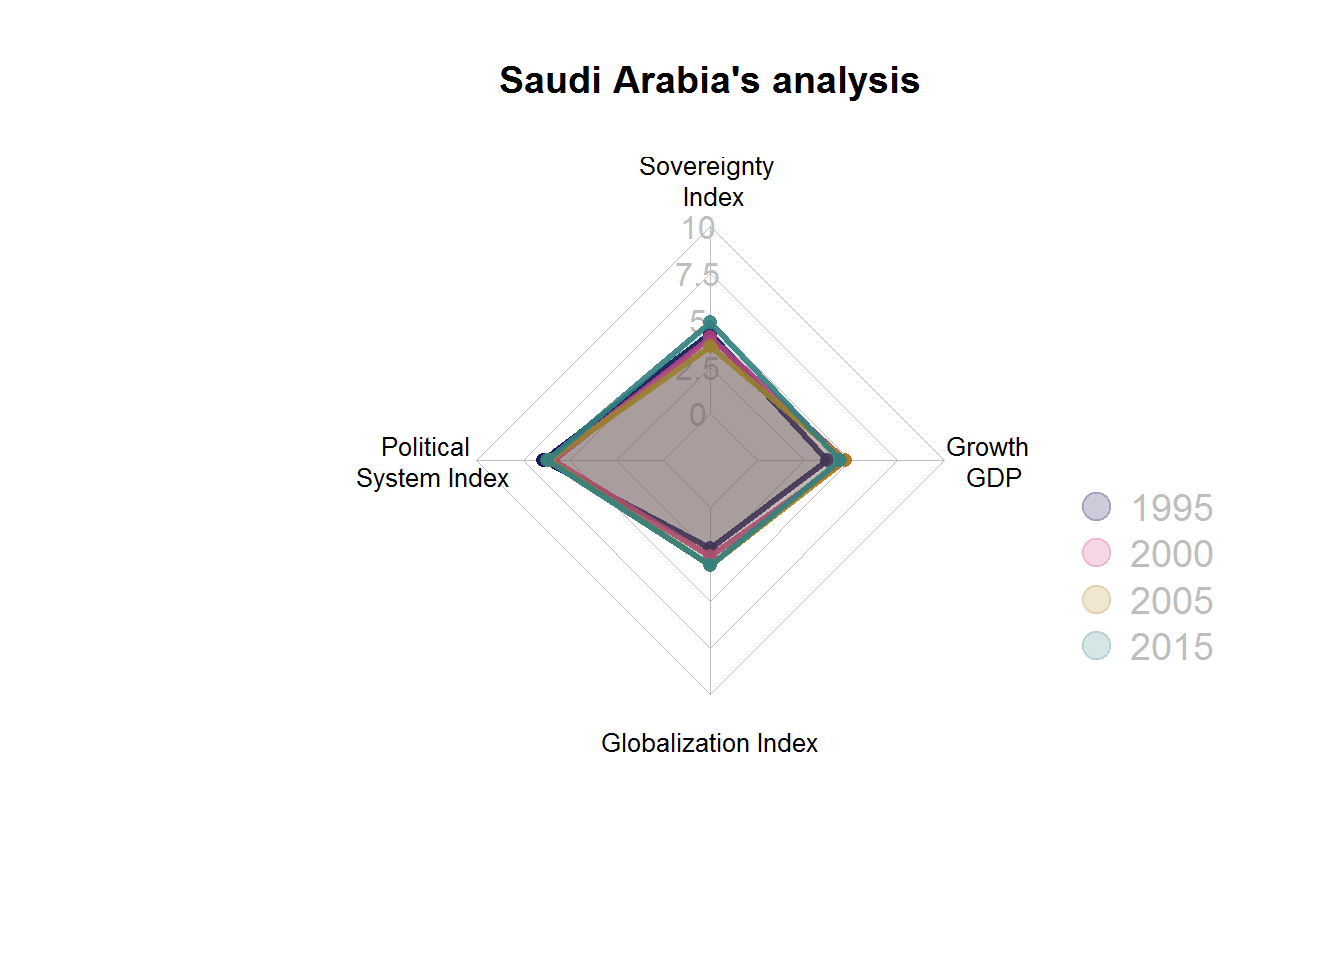 Saudi Arabia's analysis
Sovereignty
Index
10
7.5
5
2.5
0
Political
System Index
Growth
GDP
1995
2000
2005
2015
Globalization Index